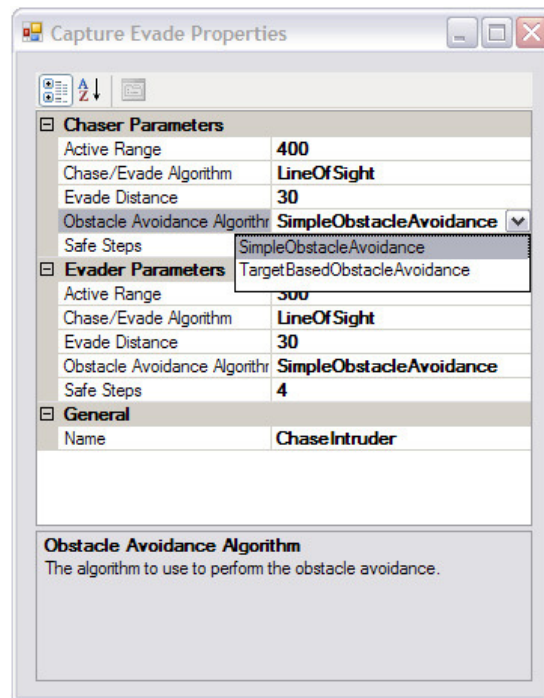 Capture Evade Properties
Chaser Parameters
Active Range 400
Chase/Evade Algorithm LineOfSight
Evade Distance 30
Obstacle Avoidance Algorithr SimpleObstacleAvoidance
Safe Steps
SimpleObstacleAvoidance
TargetBasedObstacleAvoidance
Evader Parameters
Active Range 300
Chase/Evade Algorithm LineOfSight
Evade Distance 30
Obstacle Avoidance Algorithr SimpleObstacleAvoidance
Safe Steps 4
General
Name ChaseIntruder
Obstacle Avoidance Algorithm
The algorithm to use to perform the obstacle avoidance.